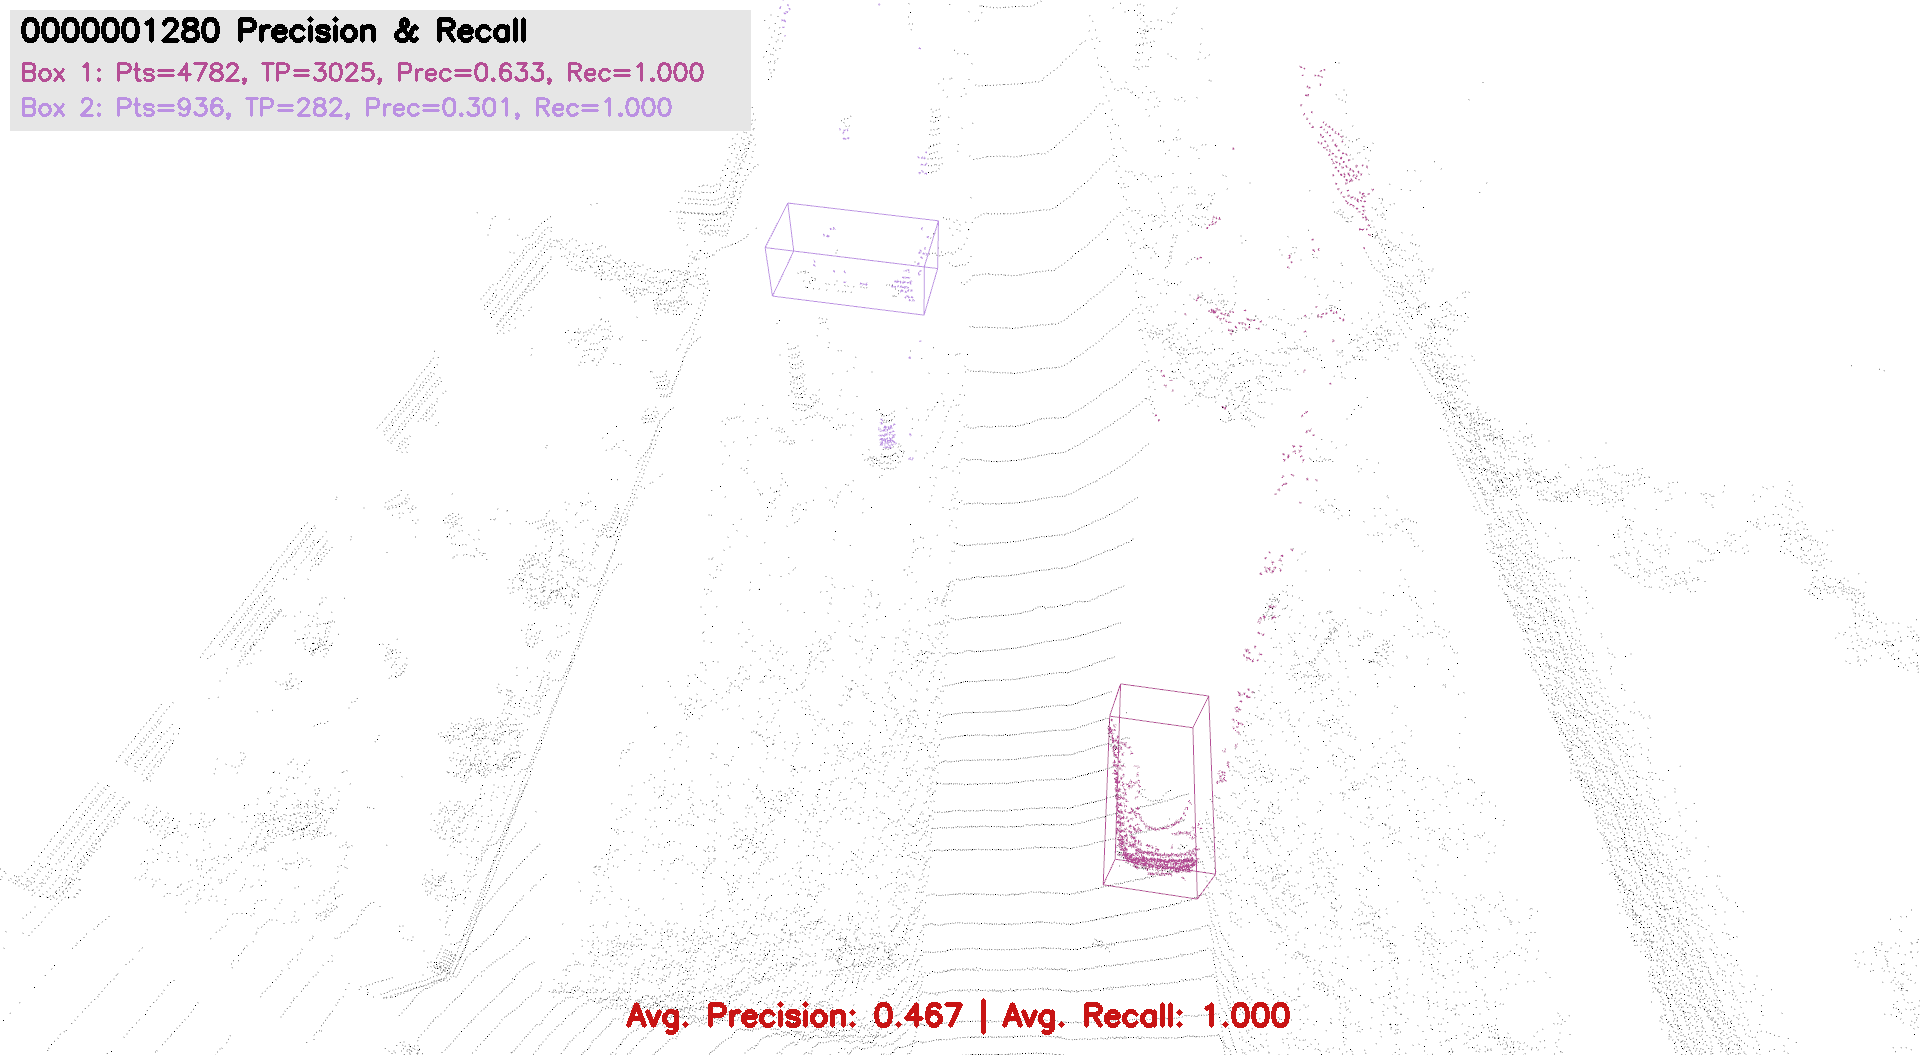 0000001280 Precision & Recall
Box 1: Pts=4782, TP=3025, Prec=0.633, Rec=1.000
Box 2: Pts=936, TP=282, Prec=0.301, Rec=1.000
Avg. Precision: 0.467 | Avg. Recall: 1.000